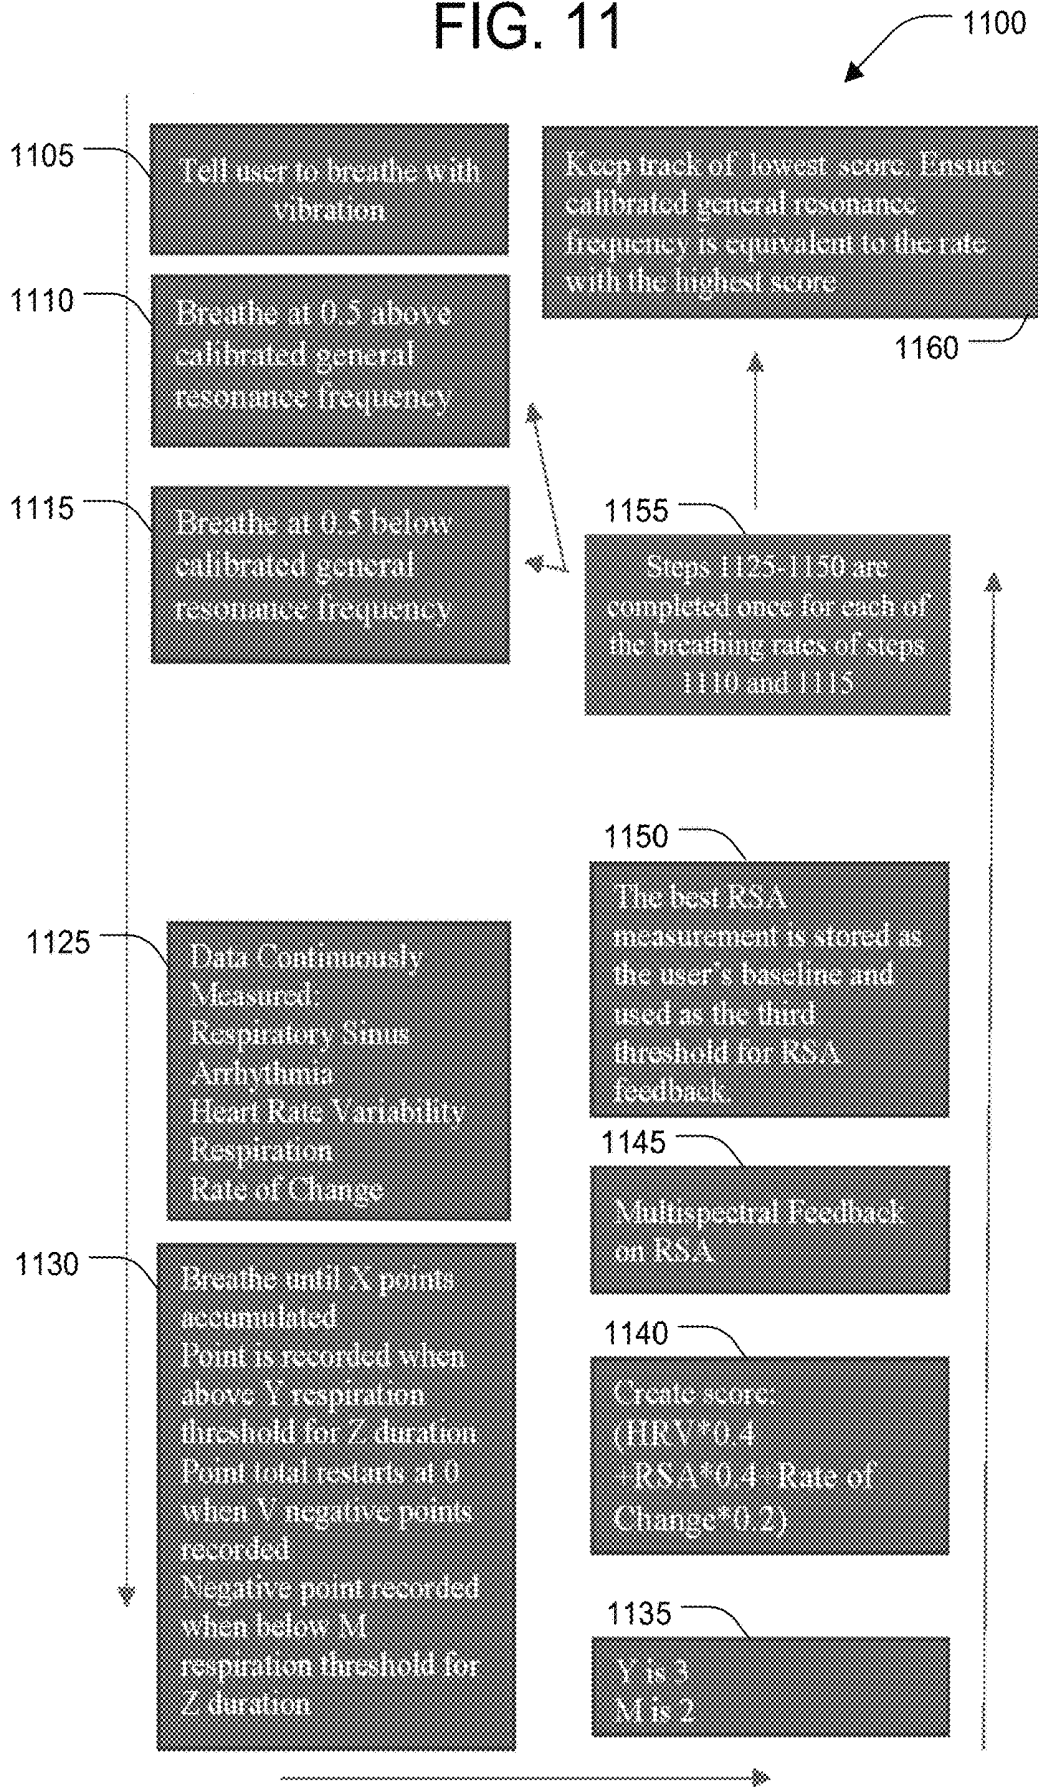 FIG. 11
1100
1105
Tell user to breathe with
vibration
1110
Breathe at 0.5 above
calibrated general
resonance frequency
1115
Breathe at 0.5 below
calibrated general
resonance frequency
1125
Data Continuously
Measured:
Respiratory Sinus
Arrhythmia
Heart Rate Variability
Respiration
Rate of Change
1130
Breathe until X points
accumulated
Point is recorded when
above Y respiration
threshold for Z duration
Point total restarts at 0
when V negative points
recorded
Negative point recorded
when below M
respiration threshold for
Z duration
1135
Y is 3
M is 2
1140
Create score:
(HRV*0.4
+RSA*0.4+Rate of
Change*0.2)
1145
Multispectral Feedback
on RSA
1150
The best RSA
measurement is stored as
the user's baseline and
used as the third
threshold for RSA
feedback.
1155
Steps 1125-1150 are
completed once for each of
the breathing rates of steps
1110 and 1115
Keep track of lowest score. Ensure
calibrated general resonance
frequency is equivalent to the rate
with the highest score
1160